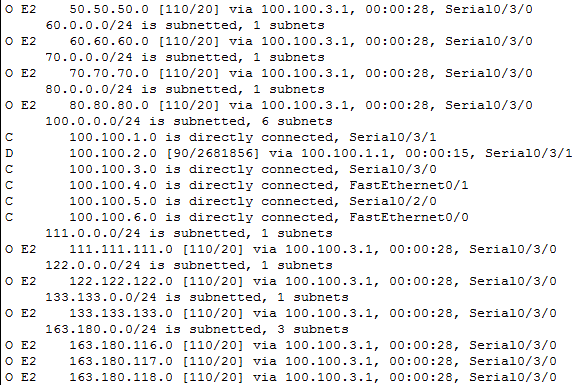 O E2    50.50.50.0 [110/20] via 100.100.3.1, 00:00:28, Serial0/3/0
     60.0.0.0/24 is subnetted, 1 subnets
O E2    60.60.60.0 [110/20] via 100.100.3.1, 00:00:28, Serial0/3/0
     70.0.0.0/24 is subnetted, 1 subnets
O E2    70.70.70.0 [110/20] via 100.100.3.1, 00:00:28, Serial0/3/0
     80.0.0.0/24 is subnetted, 1 subnets
O E2    80.80.80.0 [110/20] via 100.100.3.1, 00:00:28, Serial0/3/0
     100.0.0.0/24 is subnetted, 6 subnets
C       100.100.1.0 is directly connected, Serial0/3/1
D       100.100.2.0 [90/2681856] via 100.100.1.1, 00:00:15, Serial0/3/1
C       100.100.3.0 is directly connected, Serial0/3/0
C       100.100.4.0 is directly connected, FastEthernet0/1
C       100.100.5.0 is directly connected, Serial0/2/0
C       100.100.6.0 is directly connected, FastEthernet0/0
     111.0.0.0/24 is subnetted, 1 subnets
O E2    111.111.111.0 [110/20] via 100.100.3.1, 00:00:28, Serial0/3/0
     122.0.0.0/24 is subnetted, 1 subnets
O E2    122.122.122.0 [110/20] via 100.100.3.1, 00:00:28, Serial0/3/0
     133.133.0.0/24 is subnetted, 1 subnets
O E2    133.133.133.0 [110/20] via 100.100.3.1, 00:00:28, Serial0/3/0
     163.180.0.0/24 is subnetted, 3 subnets
O E2    163.180.116.0 [110/20] via 100.100.3.1, 00:00:28, Serial0/3/0
O E2    163.180.117.0 [110/20] via 100.100.3.1, 00:00:28, Serial0/3/0
O E2    163.180.118.0 [110/20] via 100.100.3.1, 00:00:28, Serial0/3/0